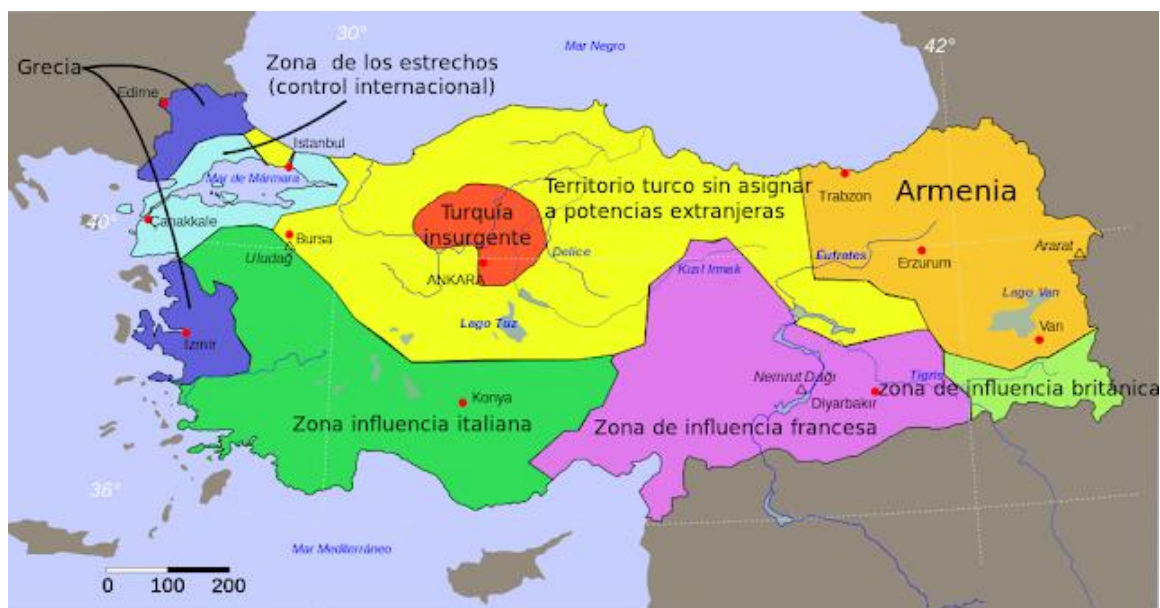 30°
Mar Negro
42°
Grecia
Zona de los estrechos
(control internacional)
Edirne
Istanbul
Mar de Mármara
Territorio turco sin asignar
a potencias extranjeras
Trabzon
Armenia
40°
Çanakkale
Turquía
insurgente
Bursa
Uludağ
Delice
Eufrates
Erzurum
Ararat
ANKARA
Kızıl Irmak
Lago Van
Lago Tuz
Van
Izmir
Nemrut Dağı
Tigris
zona de influencia británica
Konya
Diyarbakır
Zona influencia italiana
Zona de influencia francesa
36°
Mar Mediterráneo
0 100 200